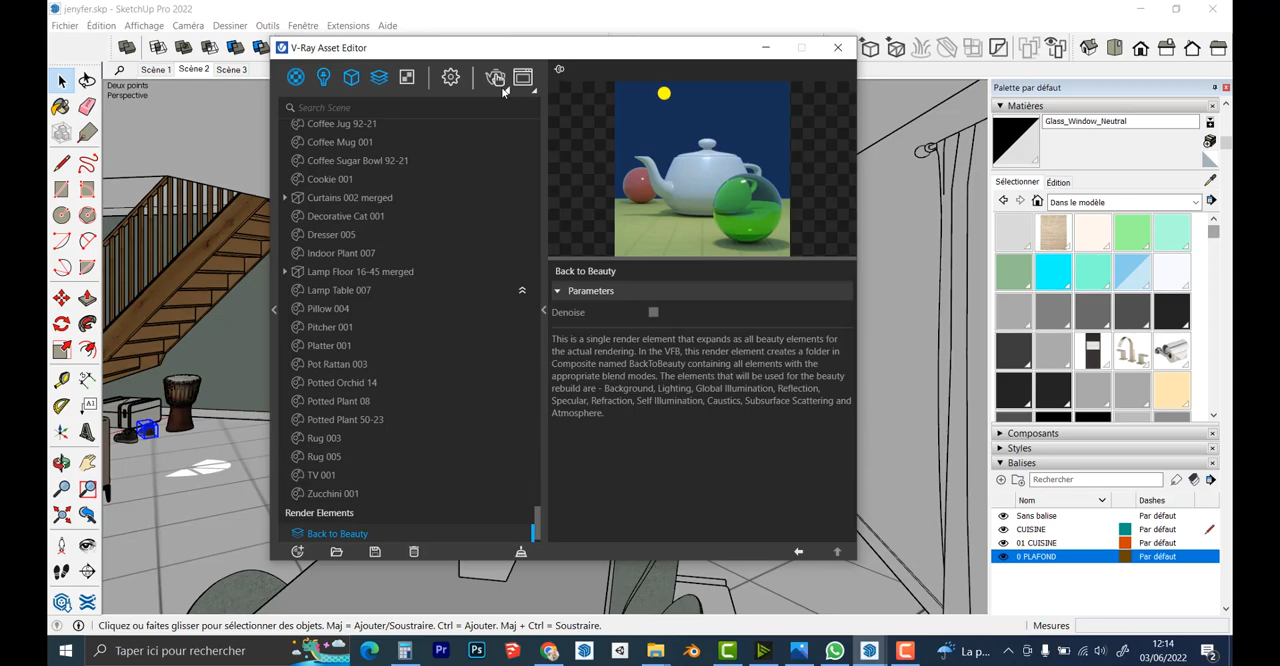 jenyfer.skp - SketchUp Pro 2022
Fichier Édition Affichage Caméra Dessiner Outils Fenêtre Extensions Aide
Scène 1 Scène 2 Scène 3
Deux points
Perspective
V-Ray Asset Editor
Search Scene
Coffee Jug 92-21
Coffee Mug 001
Coffee Sugar Bowl 92-21
Cookie 001
Curtains 002 merged
Decorative Cat 001
Dresser 005
Indoor Plant 007
Lamp Floor 16-45 merged
Lamp Table 007
Pillow 004
Pitcher 001
Platter 001
Pot Rattan 003
Potted Orchid 14
Potted Plant 08
Potted Plant 50-23
Rug 003
Rug 005
TV 001
Zucchini 001
Render Elements
Back to Beauty
Back to Beauty
Parameters
Denoise
This is a single render element that expands as all beauty elements for
the actual rendering. In the VFB, this render element creates a folder in
Composite named BackToBeauty containing all elements with the
appropriate blend modes. The elements that will be used for the beauty
rebuild are - Background, Lighting, Global Illumination, Reflection,
Specular, Refraction, Self Illumination, Caustics, Subsurface Scattering and
Atmosphere.
Palette par défaut
Matières
Glass_Window_Neutral
Sélectionner Édition
Dans le modèle
Composants
Styles
Balises
Rechercher
Nom Dashes
Sans balise Par défaut
CUISINE Par défaut
01 CUISINE Par défaut
0 PLAFOND Par défaut
A1
Cliquez ou faites glisser pour sélectionner des objets. Maj = Ajouter/Soustraire. Ctrl = Ajouter. Maj + Ctrl = Soustraire.
Mesures
Taper ici pour rechercher
Pr
Ps
La p...
12:14
03/06/2022
2